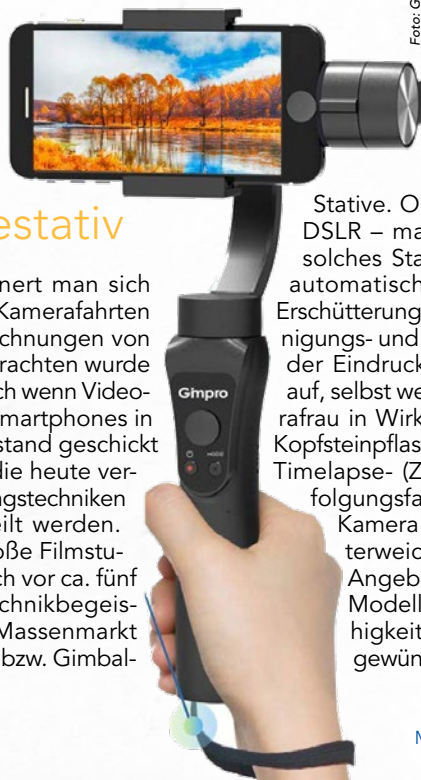 Foto: G
estativ
nert man sich
Kamerafahrten
chnungen von
rachten wurde
ch wenn Video-
martphones in
stand geschickt
die heute ver-
gstechniken
eilt werden.
oße Filmstu-
ch vor ca. fünf
chnikbegeis-
Massenmarkt
bzw. Gimbal-
Gimpro
MODE
Stative. O
DSLR – ma
solches Sta
automatisch
Erschütterung
nigungs- und
der Eindruck
auf, selbst we
rafrau in Wirk
Kopfsteinpflas
Timelapse- (Z
folgungsfa
Kamera
terweid
Angeb
Modell
higkeit
gewün
M